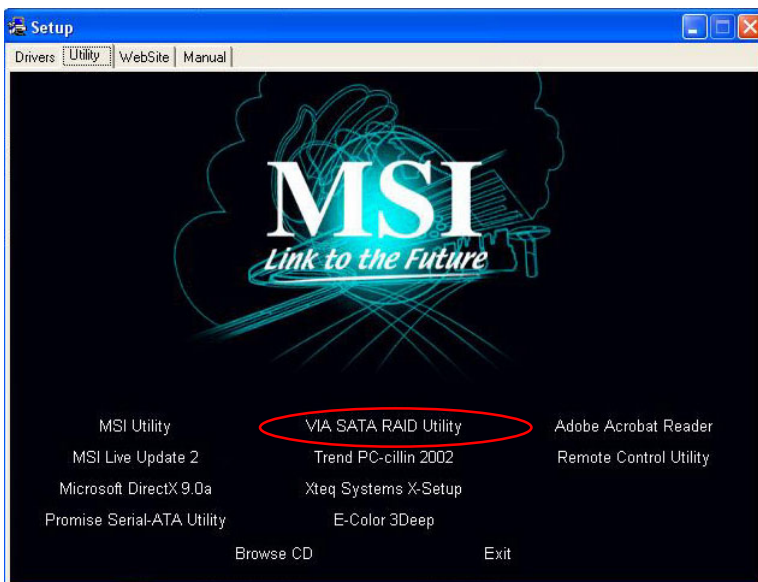 Setup
Drivers Utility WebSite Manual
MSI
Link to the Future
MSI Utility VIA SATA RAID Utility Adobe Acrobat Reader
MSI Live Update 2 Trend PC-cillin 2002 Remote Control Utility
Microsoft DirectX 9.0a Xteq Systems X-Setup
Promise Serial-ATA Utility E-Color 3Deep
Browse CD Exit